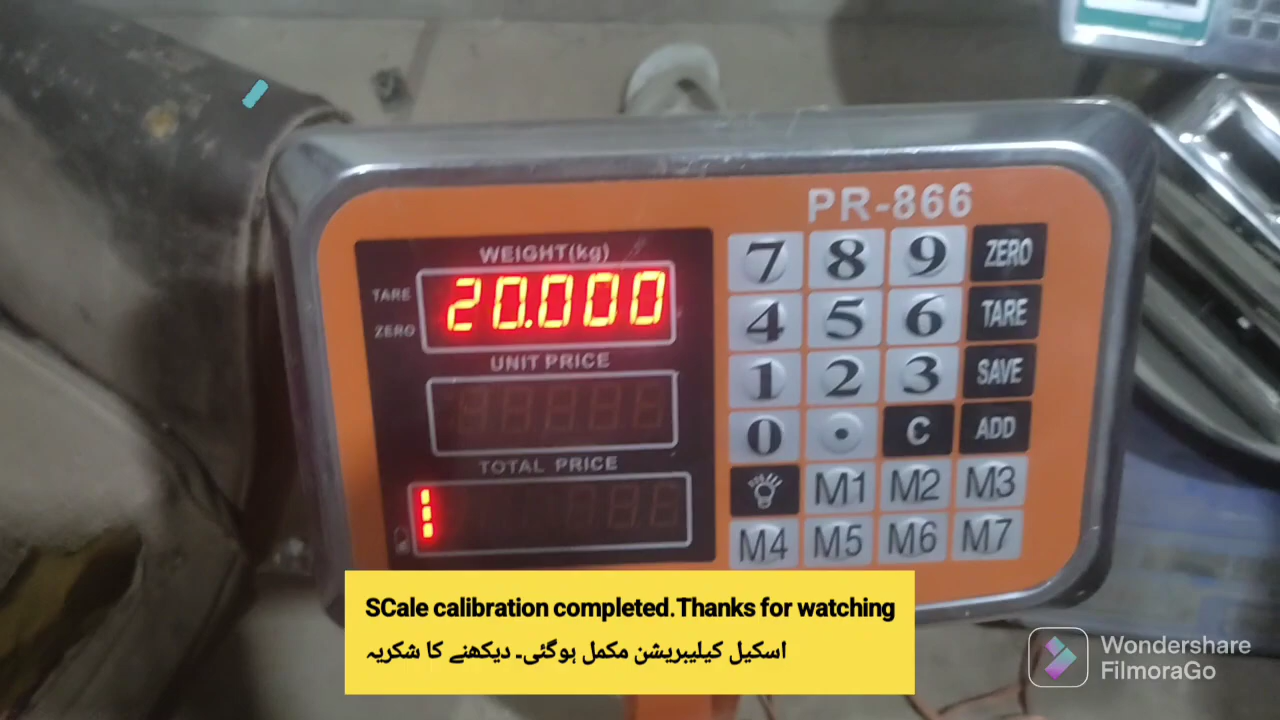 PR-866
WEIGHT(kg)
TARE
20.000
ZERO
UNIT PRICE
TOTAL PRICE
7 8 9 ZERO
4 5 6 TARE
1 2 3 SAVE
0 . C ADD
M1 M2 M3
M4 M5 M6 M7
SCale calibration completed.Thanks for watching
اسکیل کیلیبریشن مکمل ہوگئی۔ دیکھنے کا شکریہ
Wondershare
FilmoraGo